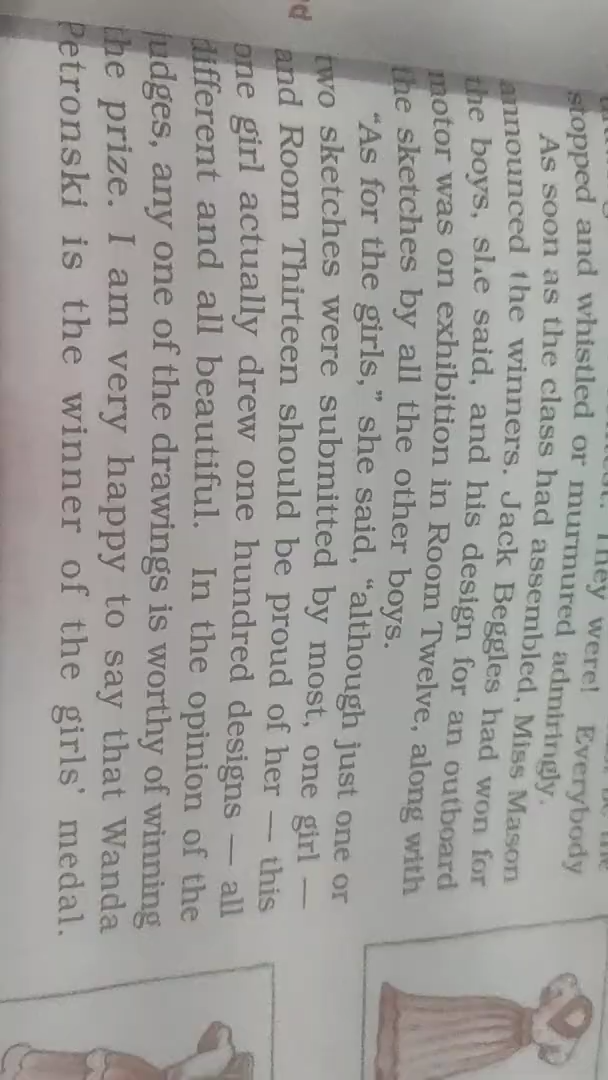 They were! Everybody
stopped and whistled or murmured admiringly.
As soon as the class had assembled, Miss Mason
announced the winners. Jack Beggles had won for
the boys, she said, and his design for an outboard
motor was on exhibition in Room Twelve, along with
the sketches by all the other boys.
“As for the girls,” she said, “although just one or
two sketches were submitted by most, one girl —
and Room Thirteen should be proud of her — this
one girl actually drew one hundred designs — all
different and all beautiful. In the opinion of the
judges, any one of the drawings is worthy of winning
the prize. I am very happy to say that Wanda
Petronski is the winner of the girls’ medal.